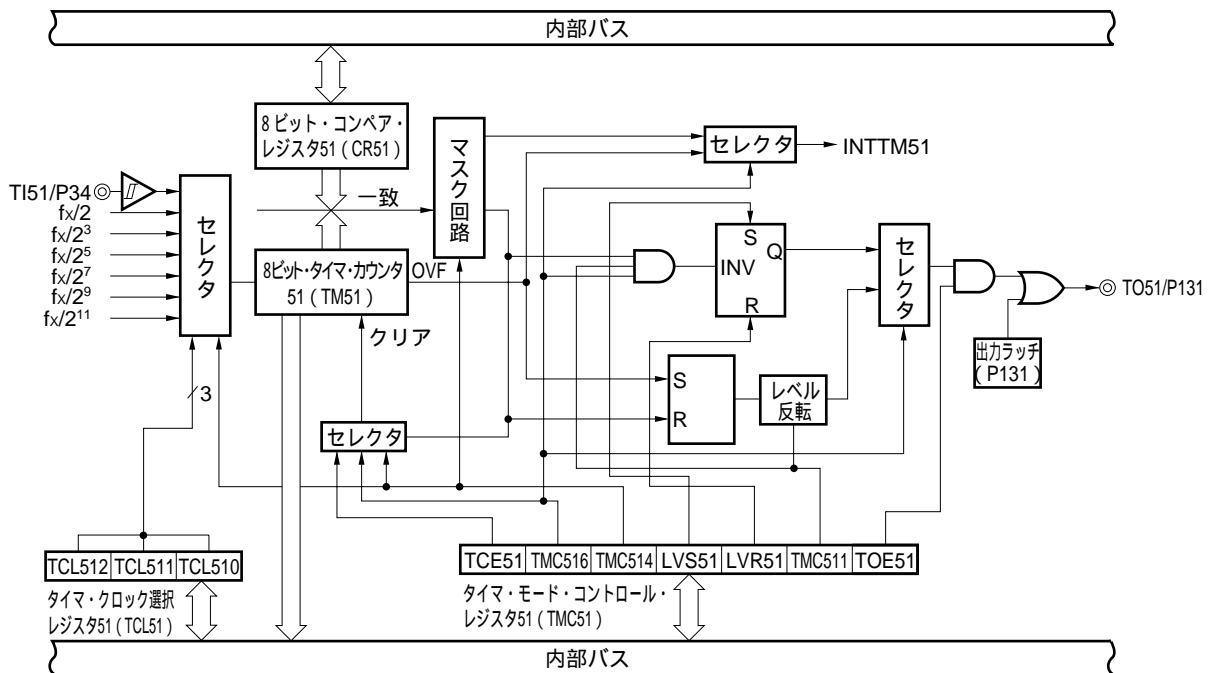 内部バス
8ビット・コンペア・
レジスタ51(CR51)
マスク回路
セレクタ
INTTM51
TI51/P34
fx/2
fx/2³
fx/2⁵
fx/2⁷
fx/2⁹
fx/2¹¹
セレクタ
一致
8ビット・タイマ・カウンタ
51(TM51)
OVF
クリア
S
Q
INV
R
セレクタ
TO51/P131
出力ラッチ
(P131)
S
R
レベル
反転
3
セレクタ
TCL512 TCL511 TCL510
タイマ・クロック選択
レジスタ51(TCL51)
TCE51 TMC516 TMC514 LVS51 LVR51 TMC511 TOE51
タイマ・モード・コントロール・
レジスタ51(TMC51)
内部バス